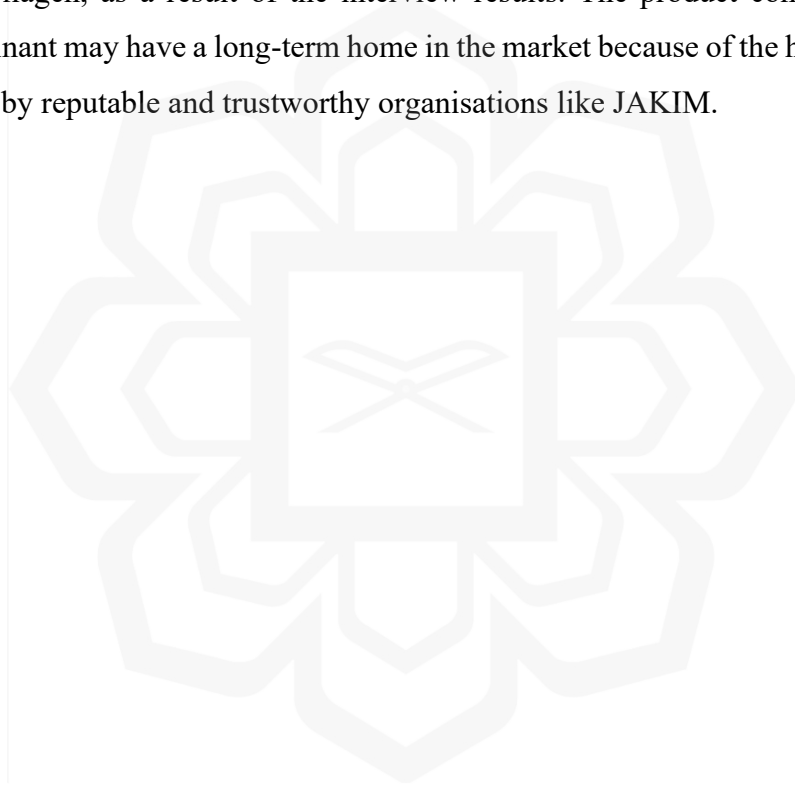 as a result of the interview results. The product
nant may have a long-term home in the market because of the
by reputable and trustworthy organisations like JAKIM.